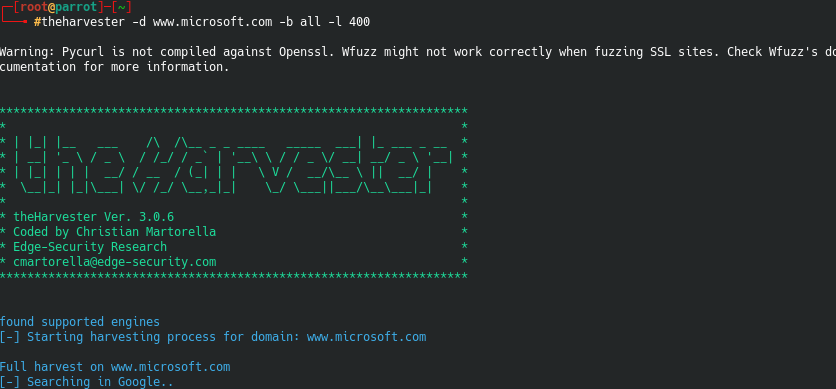 ┌─[root@parrot]─[~]
└──╼ #theharvester -d www.microsoft.com -b all -l 400
Warning: Pycurl is not compiled against Openssl. Wfuzz might not work correctly when fuzzing SSL sites. Check Wfuzz's do
cumentation for more information.
*******************************************************************
*                                                                 *
* | |_| |__   ___    /\  /\__ _ _ ____   _____  ___| |_ ___ _ __  *
* | __| '_ \ / _ \  / /_/ / _` | '__\ \ / / _ \/ __| __/ _ \ '__| *
* | |_| | | |  __/ / __  / (_| | |   \ V /  __/\__ \ ||  __/ |    *
*  \__|_| |_|\___| \/ /_/ \__,_|_|    \_/ \___||___/\__\___|_|    *
*                                                                 *
* theHarvester Ver. 3.0.6                                         *
* Coded by Christian Martorella                                   *
* Edge-Security Research                                          *
* cmartorella@edge-security.com                                   *
*******************************************************************
found supported engines
[-] Starting harvesting process for domain: www.microsoft.com
Full harvest on www.microsoft.com
[-] Searching in Google..